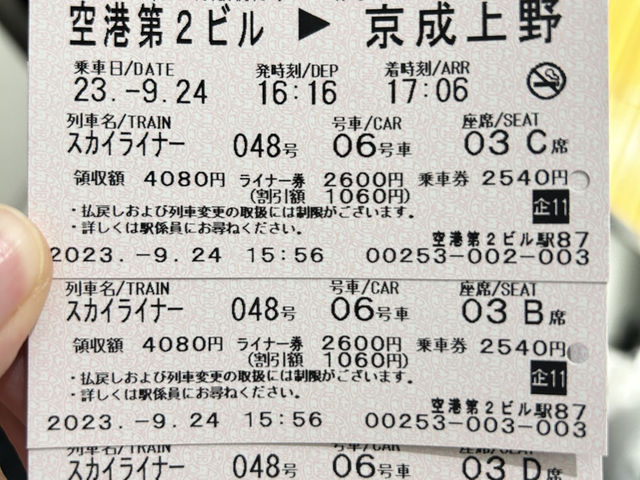 空港第2ビル ▶ 京成上野
乗車日/DATE 発時刻/DEP 着時刻/ARR
23.-9.24 16:16 17:06
列車名/TRAIN 号車/CAR 座席/SEAT
スカイライナー 048号 06号車 03 C席
領収額 4080円 ライナー券 2600円 乗車券 2540円
(割引額 1060円)
企11
・払戻しおよび列車変更の取扱には制限がございます。
・詳しくは駅係員にお尋ねください。
空港第2ビル駅87
2023.-9.24 15:56 00253-002-003
列車名/TRAIN 号車/CAR 座席/SEAT
スカイライナー 048号 06号車 03 B席
領収額 4080円 ライナー券 2600円 乗車券 2540円
(割引額 1060円)
企11
・払戻しおよび列車変更の取扱には制限がございます。
・詳しくは駅係員にお尋ねください。
空港第2ビル駅87
2023.-9.24 15:56 00253-003-003
列車名/TRAIN 号車/CAR 座席/SEAT
スカイライナー 048号 06号車 03 D席